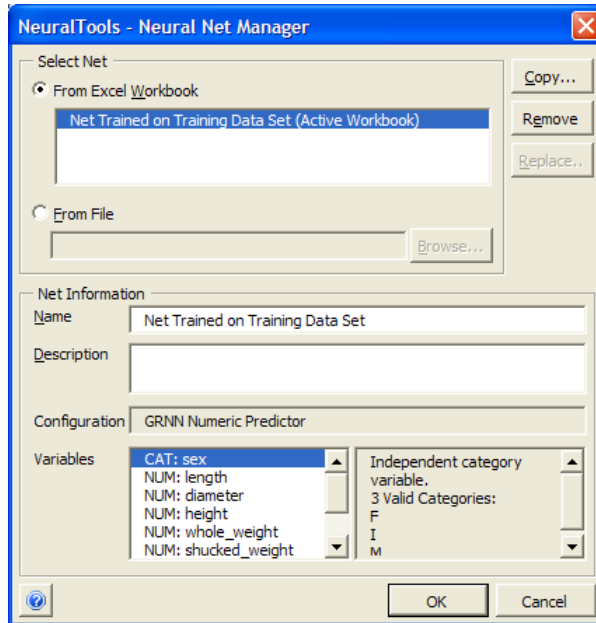 NeuralTools - Neural Net Manager
Select Net
From Excel Workbook
Net Trained on Training Data Set (Active Workbook)
From File
Browse...
Copy...
Remove
Replace..
Net Information
Name
Net Trained on Training Data Set
Description
Configuration
GRNN Numeric Predictor
Variables
CAT: sex
NUM: length
NUM: diameter
NUM: height
NUM: whole_weight
NUM: shucked_weight
Independent category
variable.
3 Valid Categories:
F
I
M
?
OK
Cancel